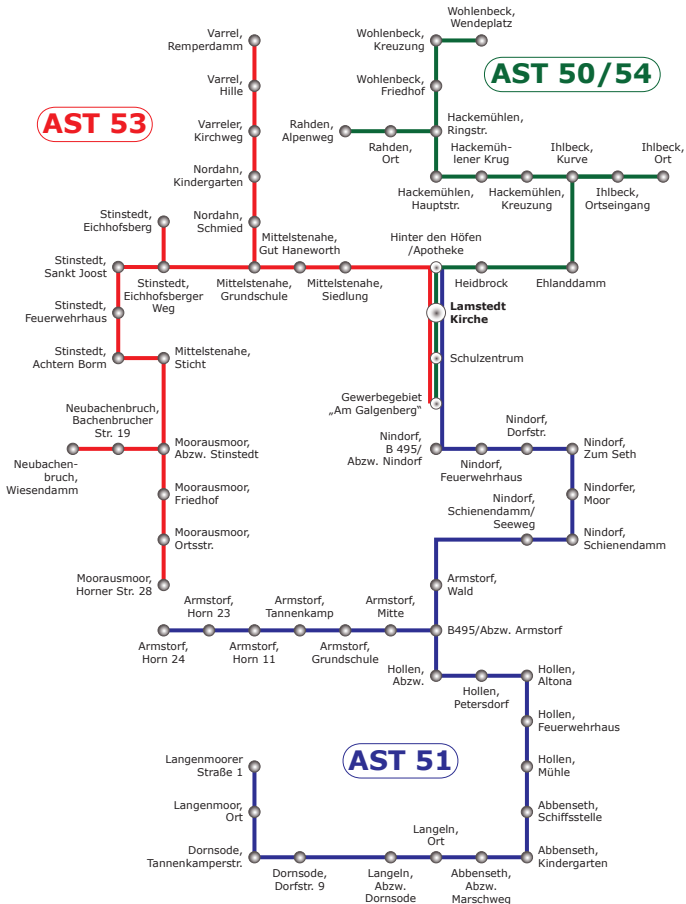 Wohlenbeck,
Wendeplatz
Varrel,
Remperdamm
Wohlenbeck,
Kreuzung
AST 50/54
Varrel,
Hille
Wohlenbeck,
Friedhof
AST 53
Varreler,
Kirchweg
Rahden,
Alpenweg
Rahden,
Ort
Hackemühlen,
Ringstr.
Hackemüh-
lener Krug
Ihlbeck,
Kurve
Ihlbeck,
Ort
Nordahn,
Kindergarten
Hackemühlen,
Hauptstr.
Hackemühlen,
Kreuzung
Ihlbeck,
Ortseingang
Stinstedt,
Eichhofsberg
Nordahn,
Schmied
Mittelstenahe,
Gut Haneworth
Hinter den Höfen
/Apotheke
Stinstedt,
Sankt Joost
Stinstedt,
Eichhofsberger
Weg
Mittelstenahe,
Grundschule
Mittelstenahe,
Siedlung
Heidbrock
Ehlanddamm
Stinstedt,
Feuerwehrhaus
Lamstedt
Kirche
Stinstedt,
Achtern Borm
Mittelstenahe,
Sticht
Schulzentrum
Gewerbegebiet
„Am Galgenberg“
Neubachenbruch,
Bachenbrucher
Str. 19
Neubachen-
bruch,
Wiesendamm
Moorausmoor,
Abzw. Stinstedt
Nindorf,
B 495/
Abzw. Nindorf
Nindorf,
Dorfstr.
Nindorf,
Feuerwehrhaus
Nindorf,
Zum Seth
Moorausmoor,
Friedhof
Nindorf,
Schienendamm/
Seeweg
Nindorfer,
Moor
Moorausmoor,
Ortsstr.
Nindorf,
Schienendamm
Moorausmoor,
Horner Str. 28
Armstorf,
Wald
Armstorf,
Horn 23
Armstorf,
Tannenkamp
Armstorf,
Mitte
B495/Abzw. Armstorf
Armstorf,
Horn 24
Armstorf,
Horn 11
Armstorf,
Grundschule
Hollen,
Abzw.
Hollen,
Petersdorf
Hollen,
Altona
Hollen,
Feuerwehrhaus
AST 51
Langenmoorer
Straße 1
Hollen,
Mühle
Langenmoor,
Ort
Abbenseth,
Schiffsstelle
Langeln,
Ort
Dornsode,
Tannenkamperstr.
Abbenseth,
Kindergarten
Dornsode,
Dorfstr. 9
Langeln,
Abzw.
Dornsode
Abbenseth,
Abzw.
Marschweg